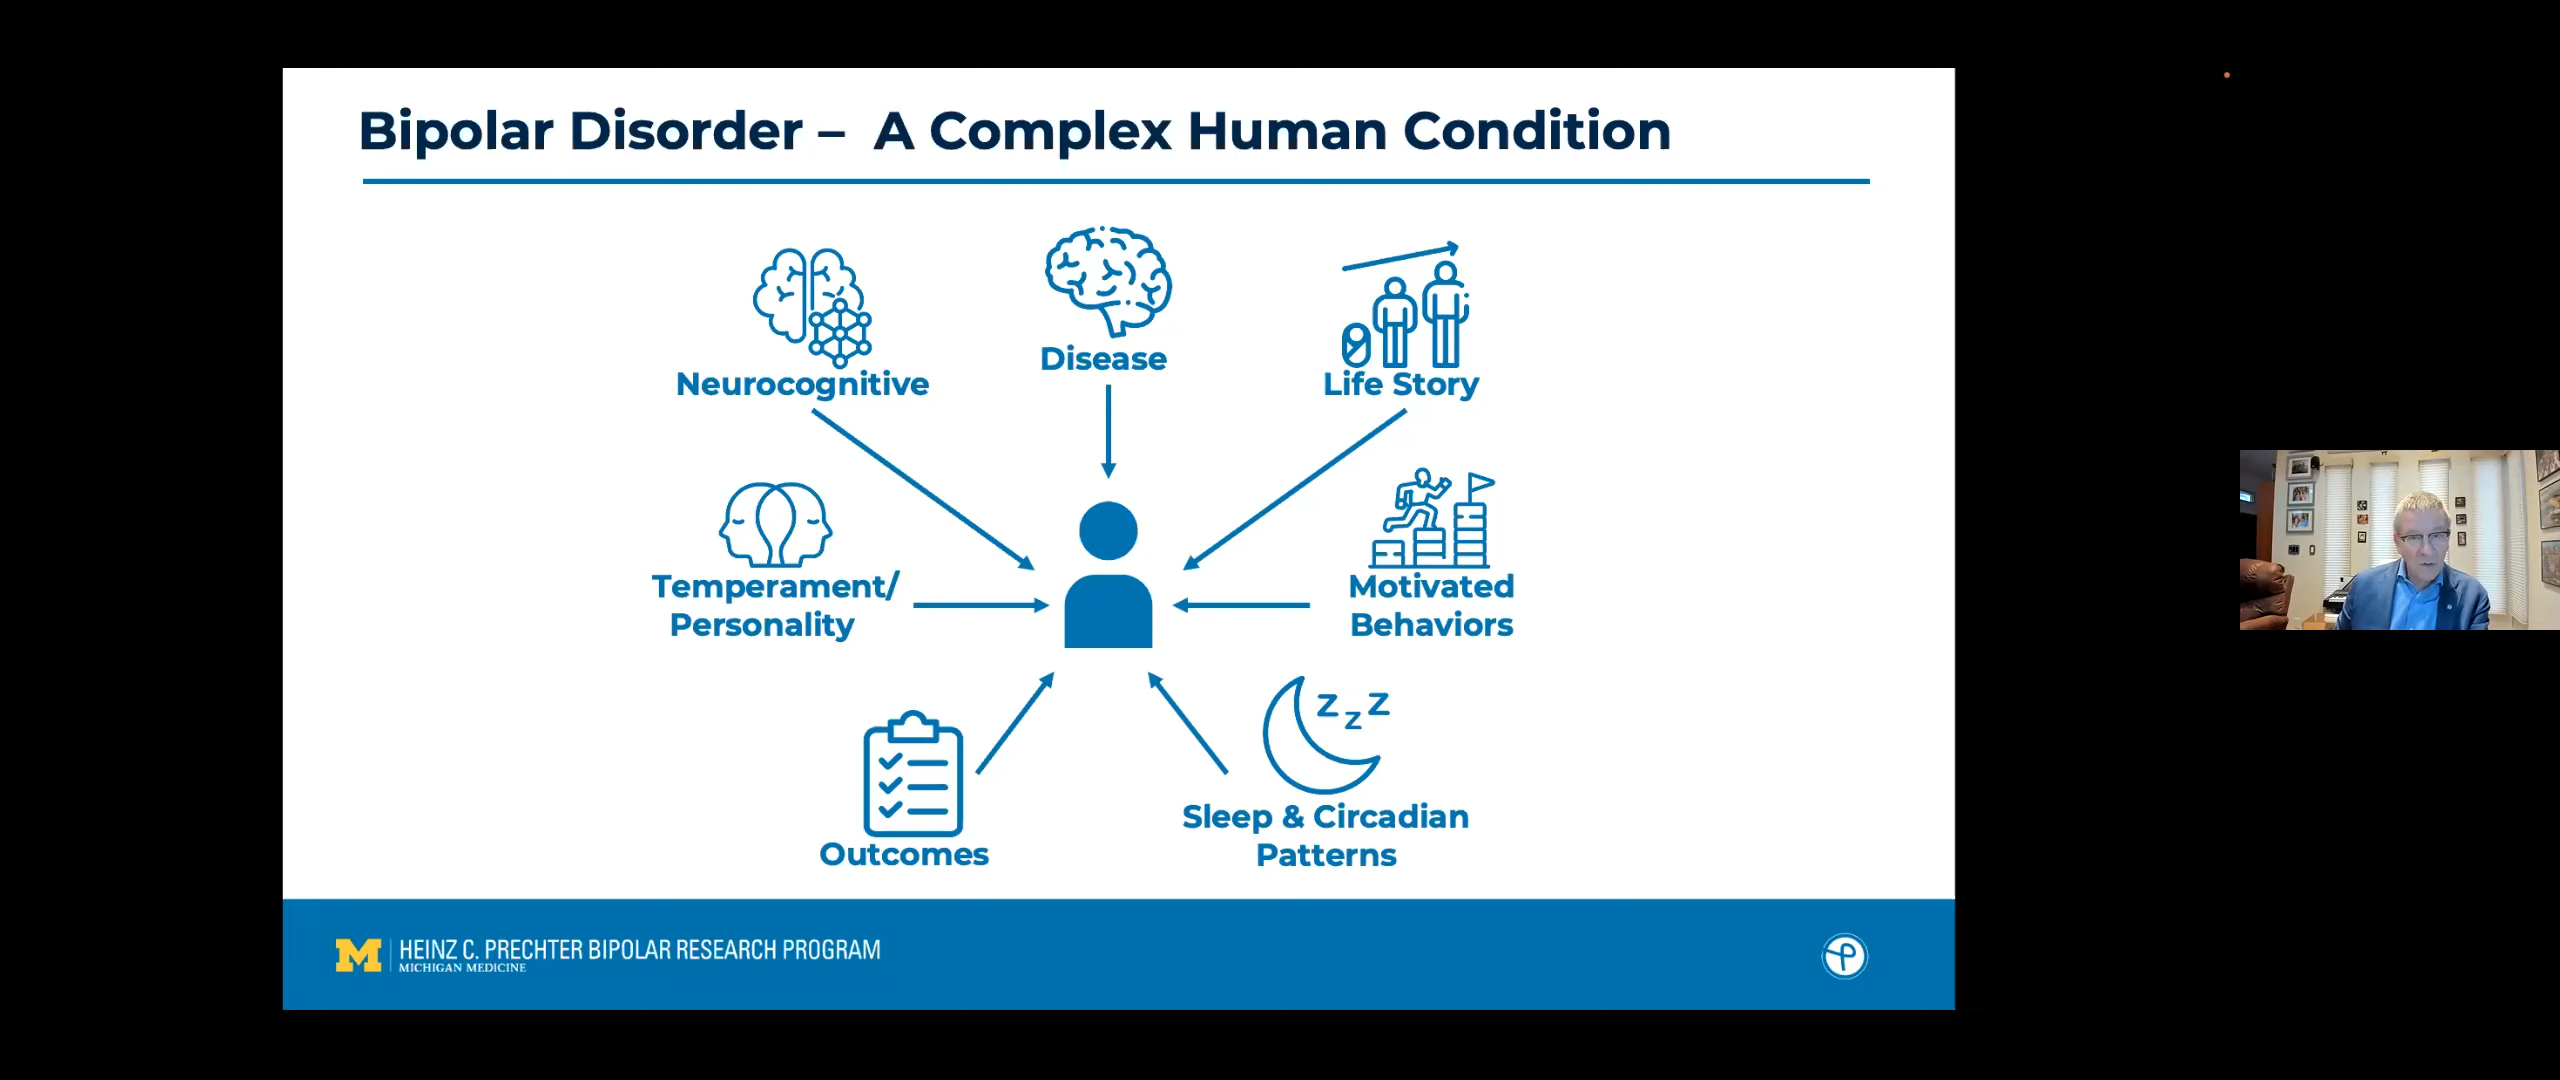 Bipolar Disorder – A Complex Human Condition
Neurocognitive
Disease
Life Story
Temperament/
Personality
Motivated
Behaviors
Outcomes
z z z
Sleep & Circadian
Patterns
M
HEINZ C. PRECHTER BIPOLAR RESEARCH PROGRAM
MICHIGAN MEDICINE
P